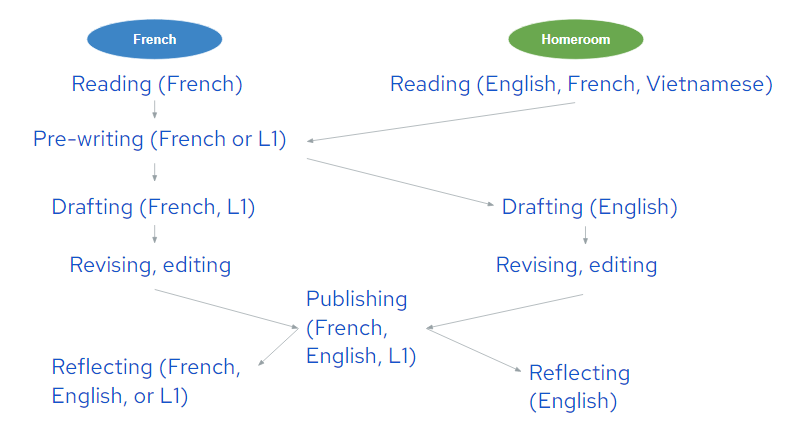 French
Homeroom
Reading (French)
Reading (English, French, Vietnamese)
Pre-writing (French or L1)
Drafting (French, L1)
Drafting (English)
Revising, editing
Revising, editing
Publishing
(French,
English, L1)
Reflecting (French,
English, or L1)
Reflecting
(English)